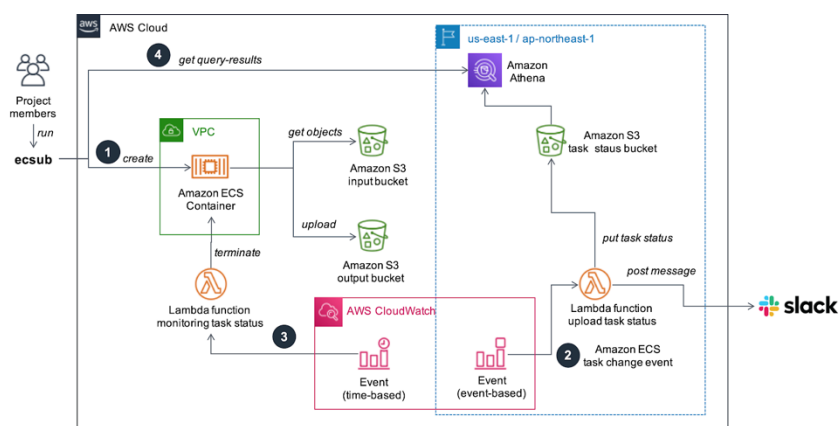 aws
AWS Cloud
us-east-1 / ap-northeast-1
4
get query-results
Amazon
Athena
Project
members
run
ecsub
1
create
VPC
Amazon ECS
Container
get objects
Amazon S3
input bucket
upload
Amazon S3
output bucket
Amazon S3
task staus bucket
terminate
Lambda function
monitoring task status
put task status
post message
Lambda function
upload task status
slack
AWS CloudWatch
3
Event
(time-based)
Event
(event-based)
2
Amazon ECS
task change event